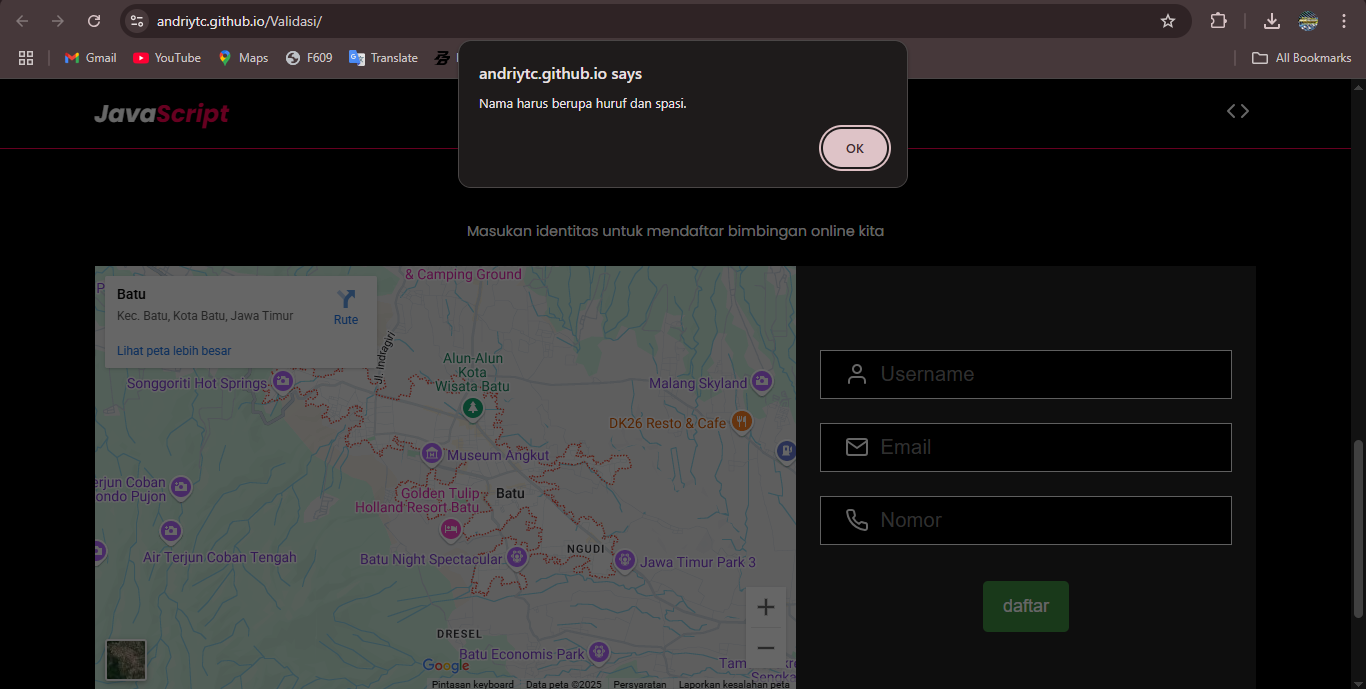 andriytc.github.io/Validasi/
Gmail
YouTube
Maps
F609
Translate
All Bookmarks
andriytc.github.io says
Nama harus berupa huruf dan spasi.
OK
JavaScript
Masukan identitas untuk mendaftar bimbingan online kita
& Camping Ground
Batu
Kec. Batu, Kota Batu, Jawa Timur
Rute
Lihat peta lebih besar
Jl. Indragiri
Alun-Alun
Kota
Wisata Batu
Songgoriti Hot Springs
Malang Skyland
DK26 Resto & Cafe
Museum Angkut
erjun Coban
ondo Pujon
Golden Tulip
Holland Resort Batu
Batu
Air Terjun Coban Tengah
Batu Night Spectacular
NGUDI
Jawa Timur Park 3
DRESEL
Batu Economis Park
Google
Pintasan keyboard
Data peta ©2025
Persyaratan
Laporkan kesalahan peta
Username
Email
Nomor
daftar